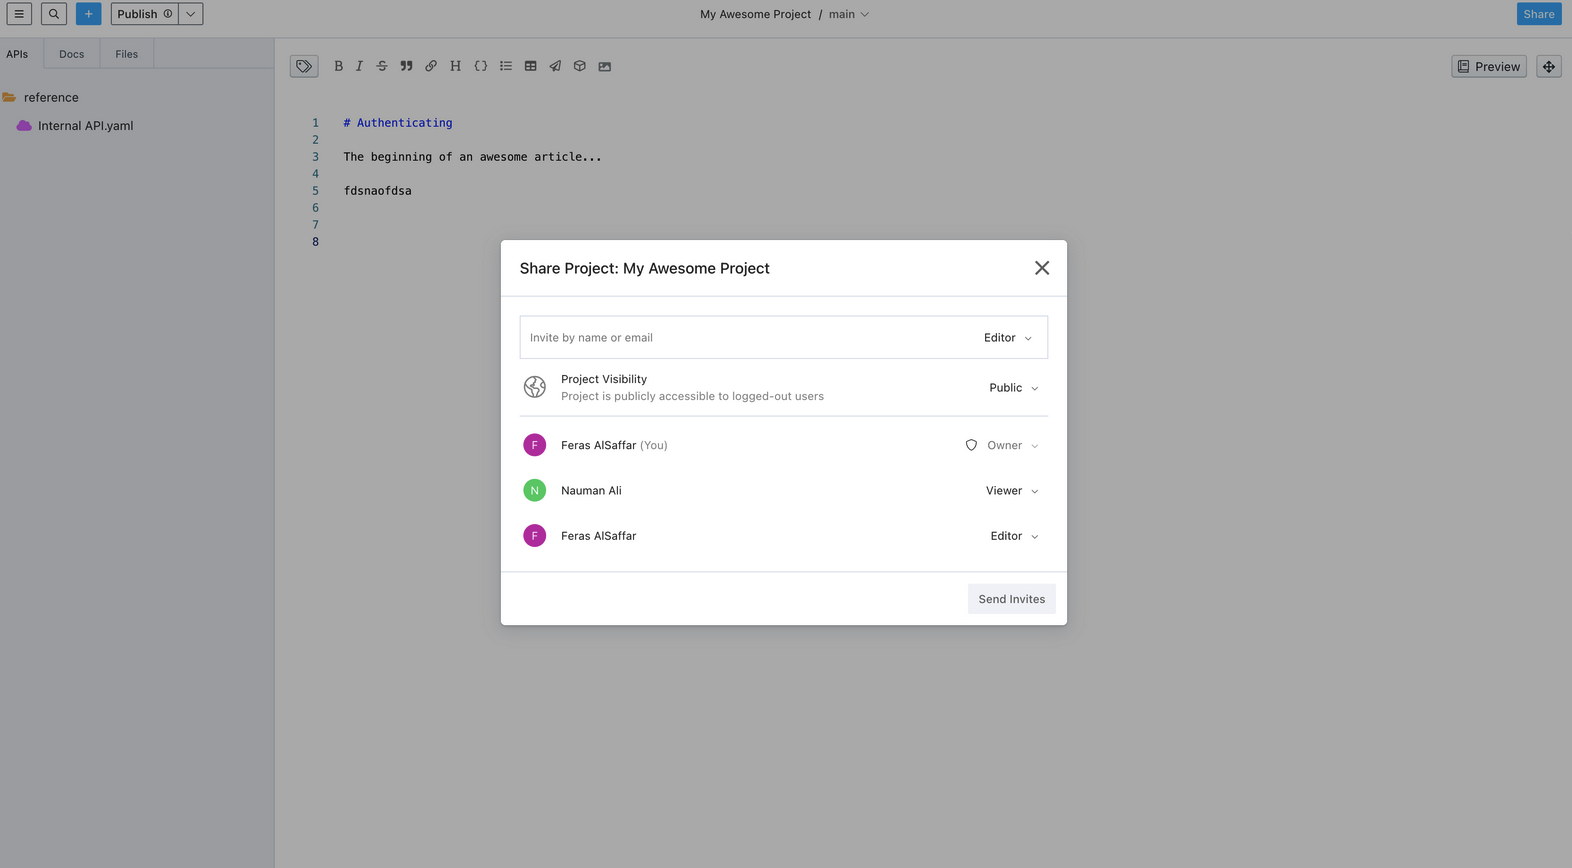 Publish
My Awesome Project / main
Share
APIs Docs Files
Preview
reference
Internal API.yaml
1 # Authenticating
2
3 The beginning of an awesome article...
4
5 fdsnaofdsa
6
7
8
Share Project: My Awesome Project
Invite by name or email Editor
Project Visibility
Project is publicly accessible to logged-out users
Public
F Feras AlSaffar (You) Owner
N Nauman Ali Viewer
F Feras AlSaffar Editor
Send Invites